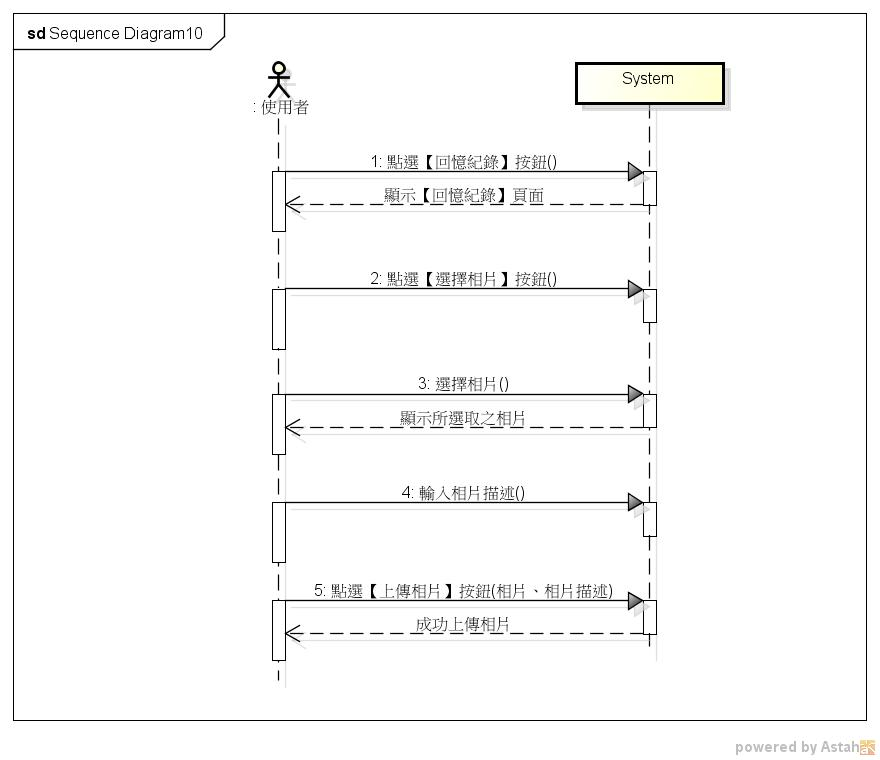 sd Sequence Diagram10
: 使用者
System
1: 點選【回憶紀錄】按鈕()
顯示【回憶紀錄】頁面
2: 點選【選擇相片】按鈕()
3: 選擇相片()
顯示所選取之相片
4: 輸入相片描述()
5: 點選【上傳相片】按鈕(相片、相片描述)
成功上傳相片
powered by Astah